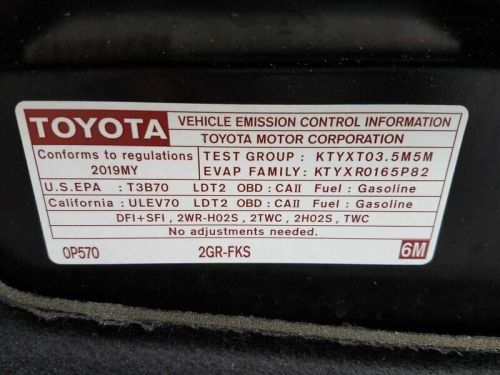 TOYOTA
VEHICLE EMISSION CONTROL INFORMATION
TOYOTA MOTOR CORPORATION
Conforms to regulations
2019MY
TEST GROUP : KTYXT03.5M5M
EVAP FAMILY: KTYXR0165P82
U.S.EPA : T3B70 LDT2 OBD : CAII Fuel : Gasoline
California : ULEV70 LDT2 OBD : CAII Fuel : Gasoline
DFI+SFI , 2WR-HO2S , 2TWC , 2HO2S , TWC
No adjustments needed.
0P570 2GR-FKS 6M